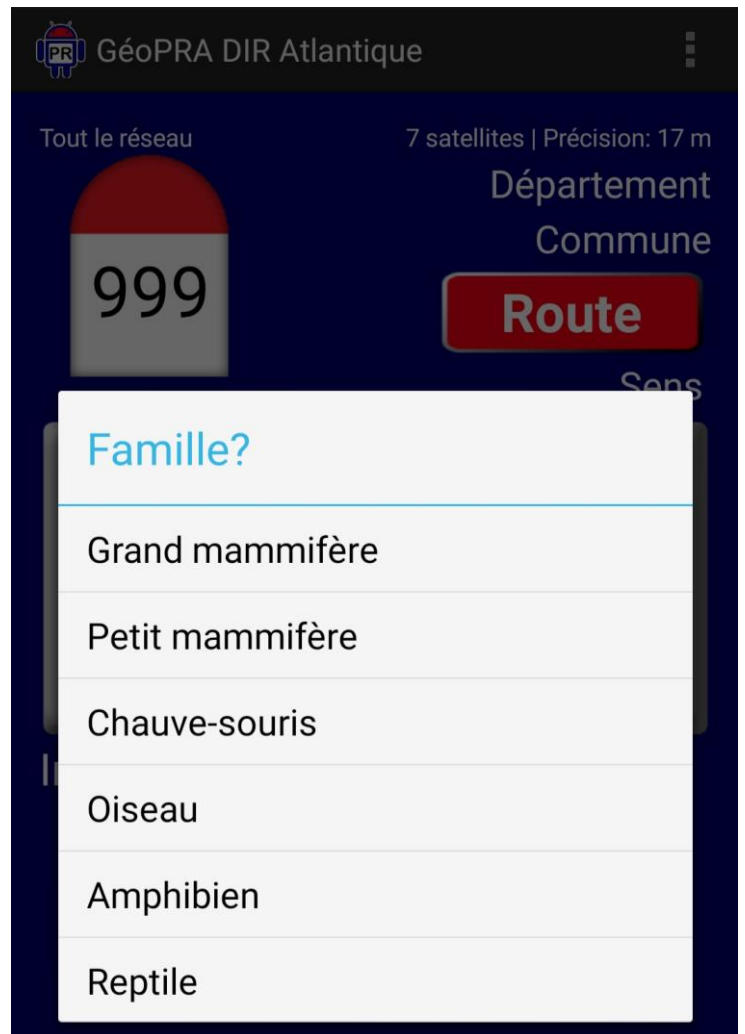 PR GéoPRA DIR Atlantique
Tout le réseau
7 satellites | Précision: 17 m
Département
Commune
999
Route
Sens
Famille?
Grand mammifère
Petit mammifère
Chauve-souris
Oiseau
Amphibien
Reptile